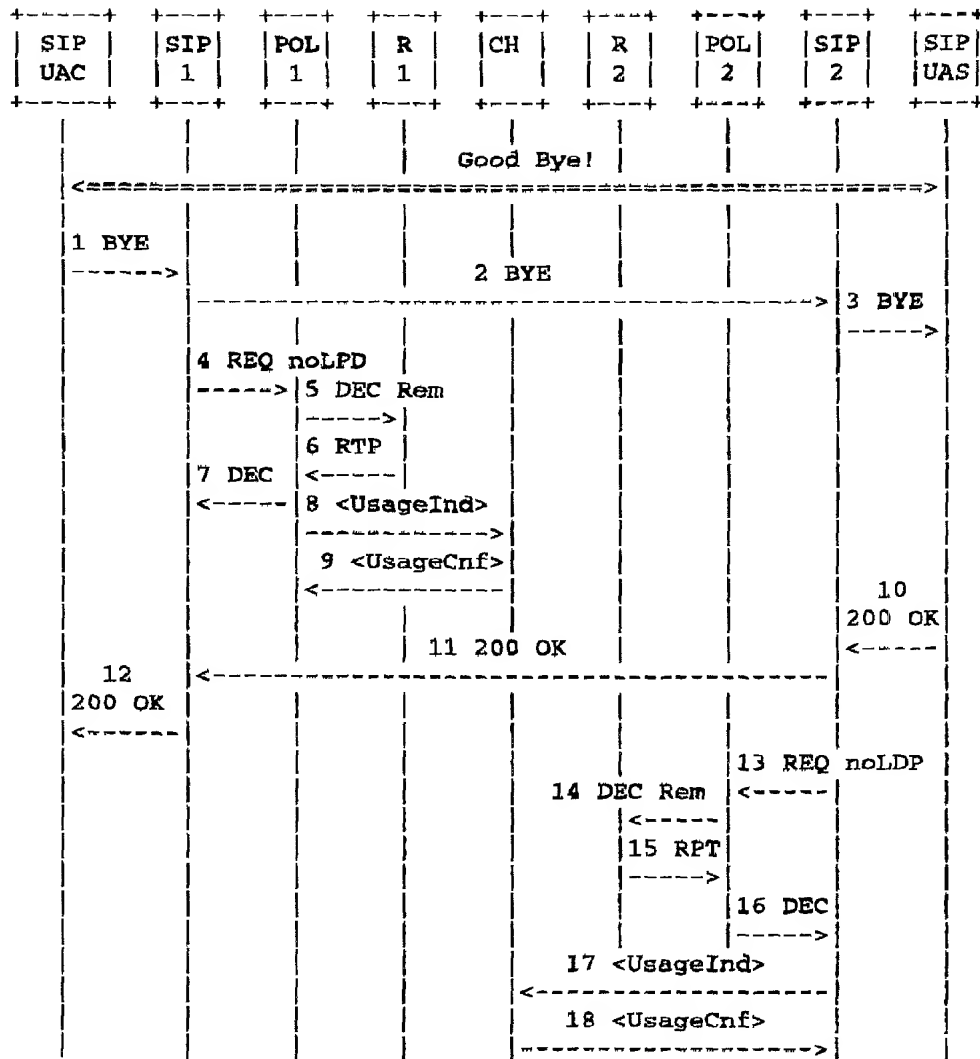 SIP UAC
SIP 1
POL 1
R 1
CH
R 2
POL 2
SIP 2
SIP UAS
Good Bye!
1 BYE
2 BYE
3 BYE
4 REQ noLPD
5 DEC Rem
6 RTP
7 DEC
8 <UsageInd>
9 <UsageCnf>
10
200 OK
11 200 OK
12
200 OK
13 REQ noLDP
14 DEC Rem
15 RPT
16 DEC
17 <UsageInd>
18 <UsageCnf>